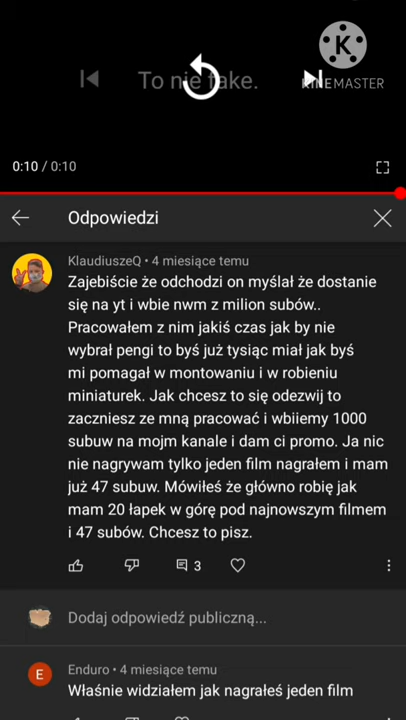 K
To nie fake.
KINEMASTER
0:10 / 0:10
Odpowiedzi
KlaudiuszeQ • 4 miesiące temu
Zajebiście że odchodzi on myślał że dostanie
się na yt i wbie nwm z milion subów..
Pracowałem z nim jakiś czas jak by nie
wybrał pengi to byś już tysiąc miał jak byś
mi pomagał w montowaniu i w robieniu
miniaturek. Jak chcesz to się odezwij to
zaczniesz ze mną pracować i wbiiemy 1000
subuw na mojm kanale i dam ci promo. Ja nic
nie nagrywam tylko jeden film nagrałem i mam
już 47 subuw. Mówiłeś że główno robię jak
mam 20 łapek w górę pod najnowszym filmem
i 47 subów. Chcesz to pisz.
3
Dodaj odpowiedź publiczną...
E
Enduro • 4 miesiące temu
Właśnie widziałem jak nagrałeś jeden film